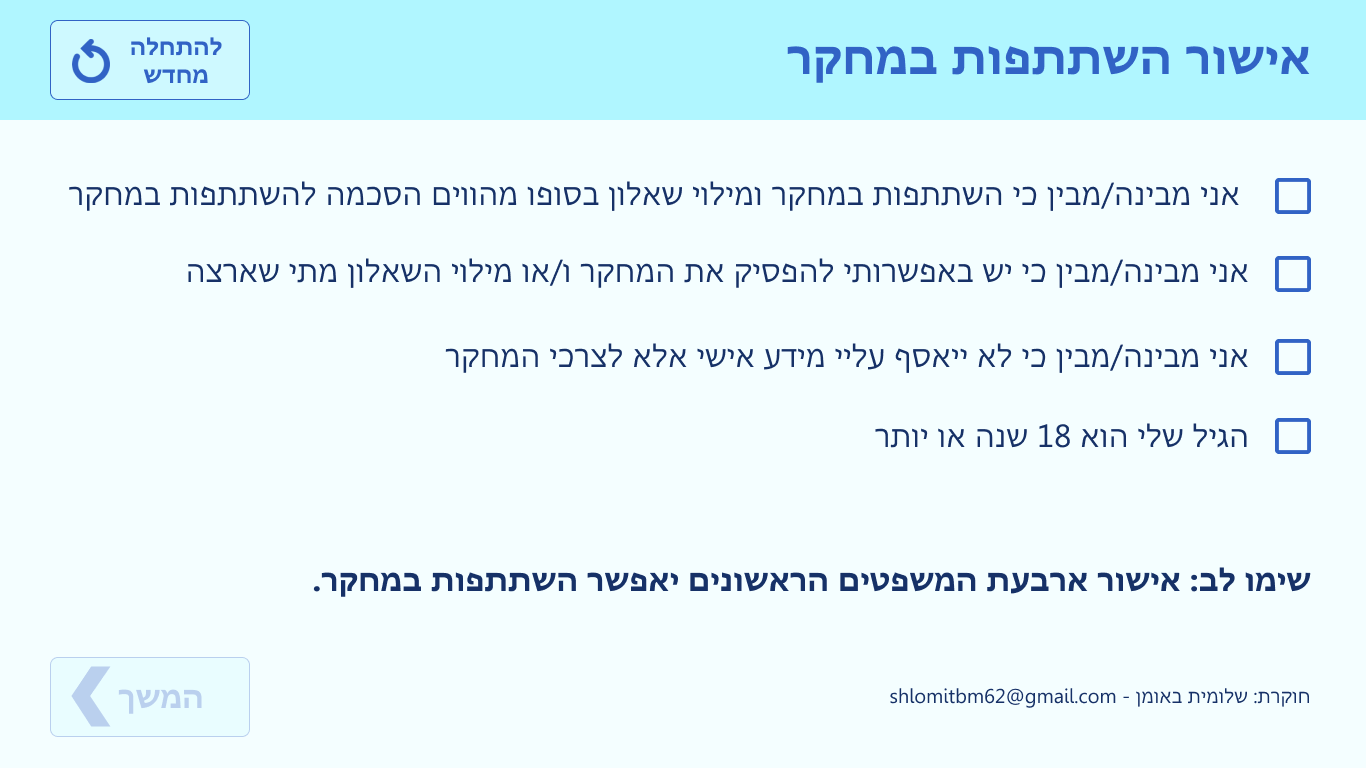 אישור השתתפות במחקר
להתחלה
מחדש
אני מבינה/מבין כי השתתפות במחקר ומילוי שאלון בסופו מהווים הסכמה להשתתפות במחקר
אני מבינה/מבין כי יש באפשרותי להפסיק את המחקר ו/או מילוי השאלון מתי שארצה
אני מבינה/מבין כי לא ייאסף עליי מידע אישי אלא לצרכי המחקר
הגיל שלי הוא 18 שנה או יותר
שימו לב: אישור ארבעת המשפטים הראשונים יאפשר השתתפות במחקר.
חוקרת: שלומית באומן - shlomitbm62@gmail.com
המשך